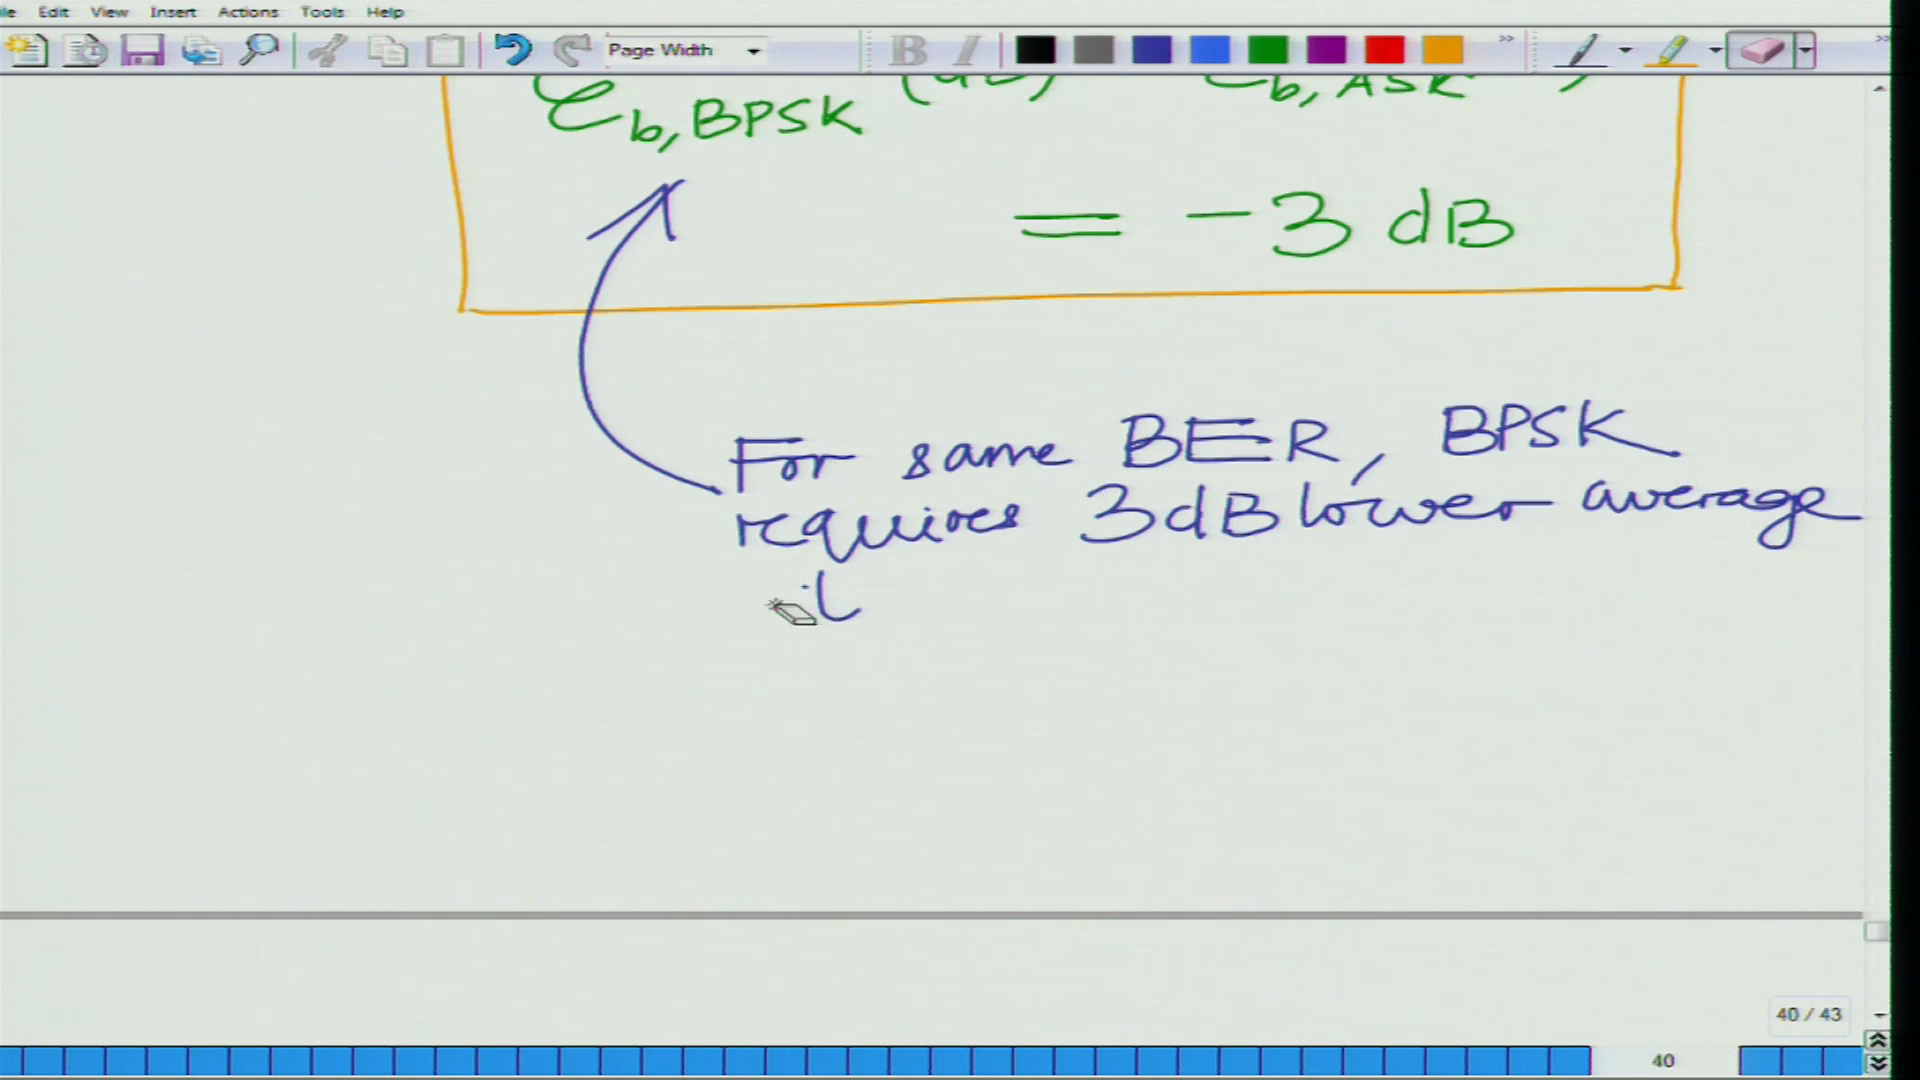 Edit View Insert Actions Tools Help
Page Width
B I
b, BPSK b, ASK
= -3 dB
For same BER, BPSK
requires 3dB lower average
40 / 43
40